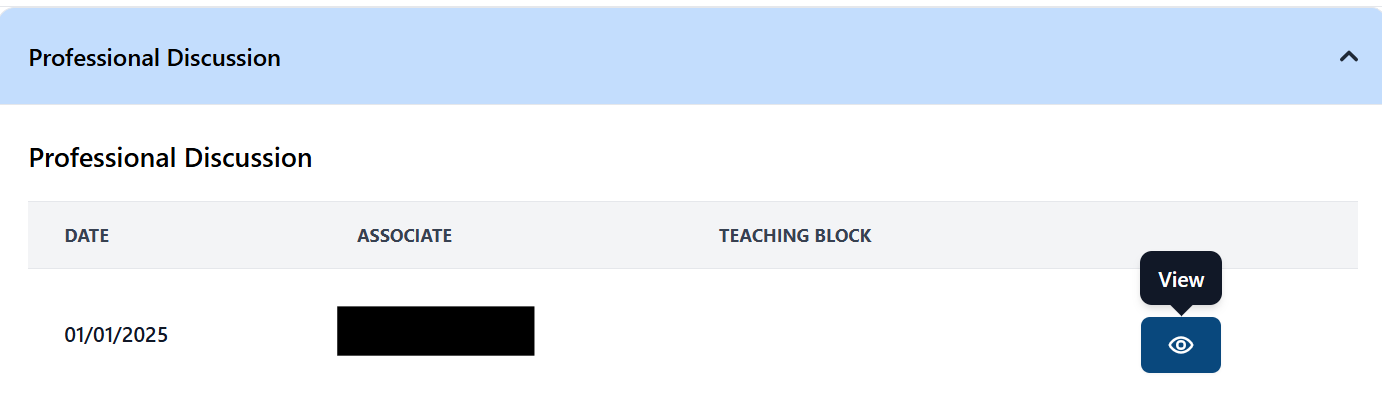 Professional Discussion
Professional Discussion
DATE ASSOCIATE TEACHING BLOCK
View
01/01/2025